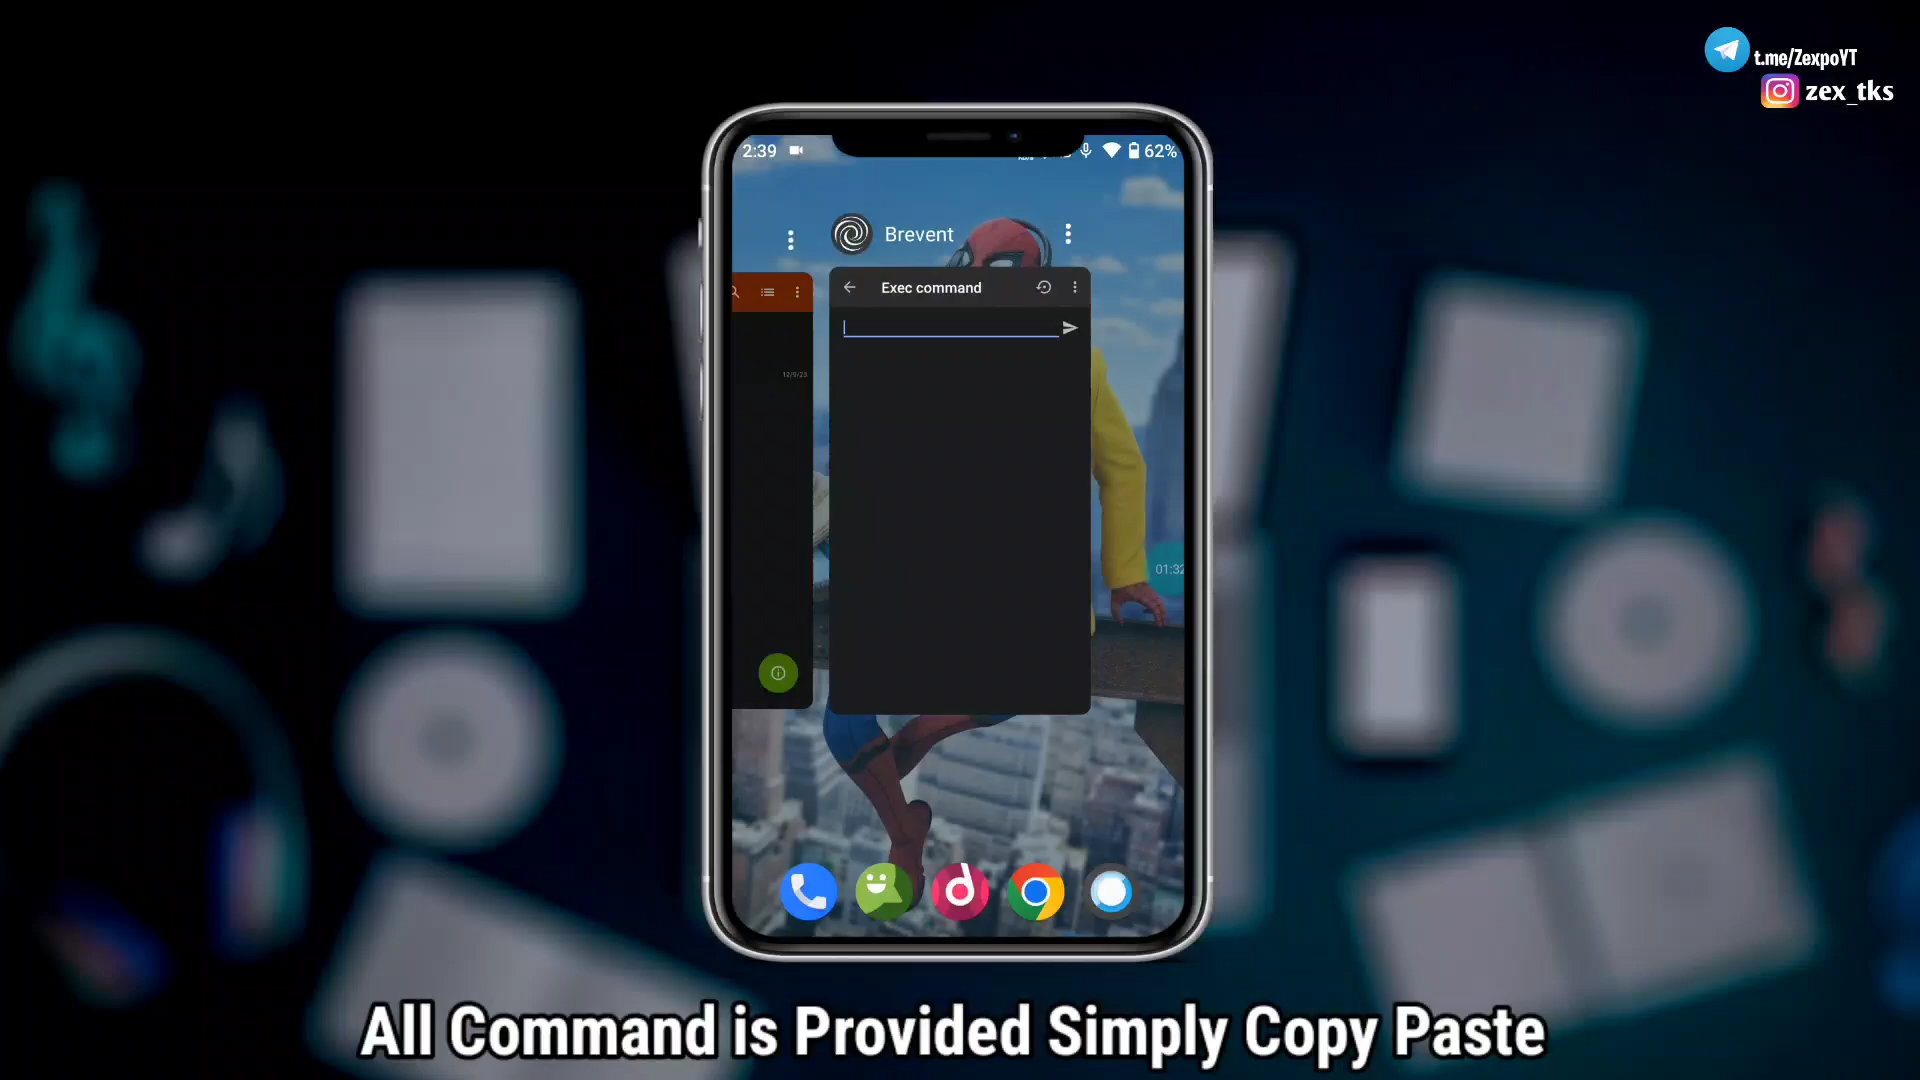 t.me/ZexpoYT
zex_tks
2:39
62%
Brevent
Exec command
12/9/23
01:32
All Command is Provided Simply Copy Paste